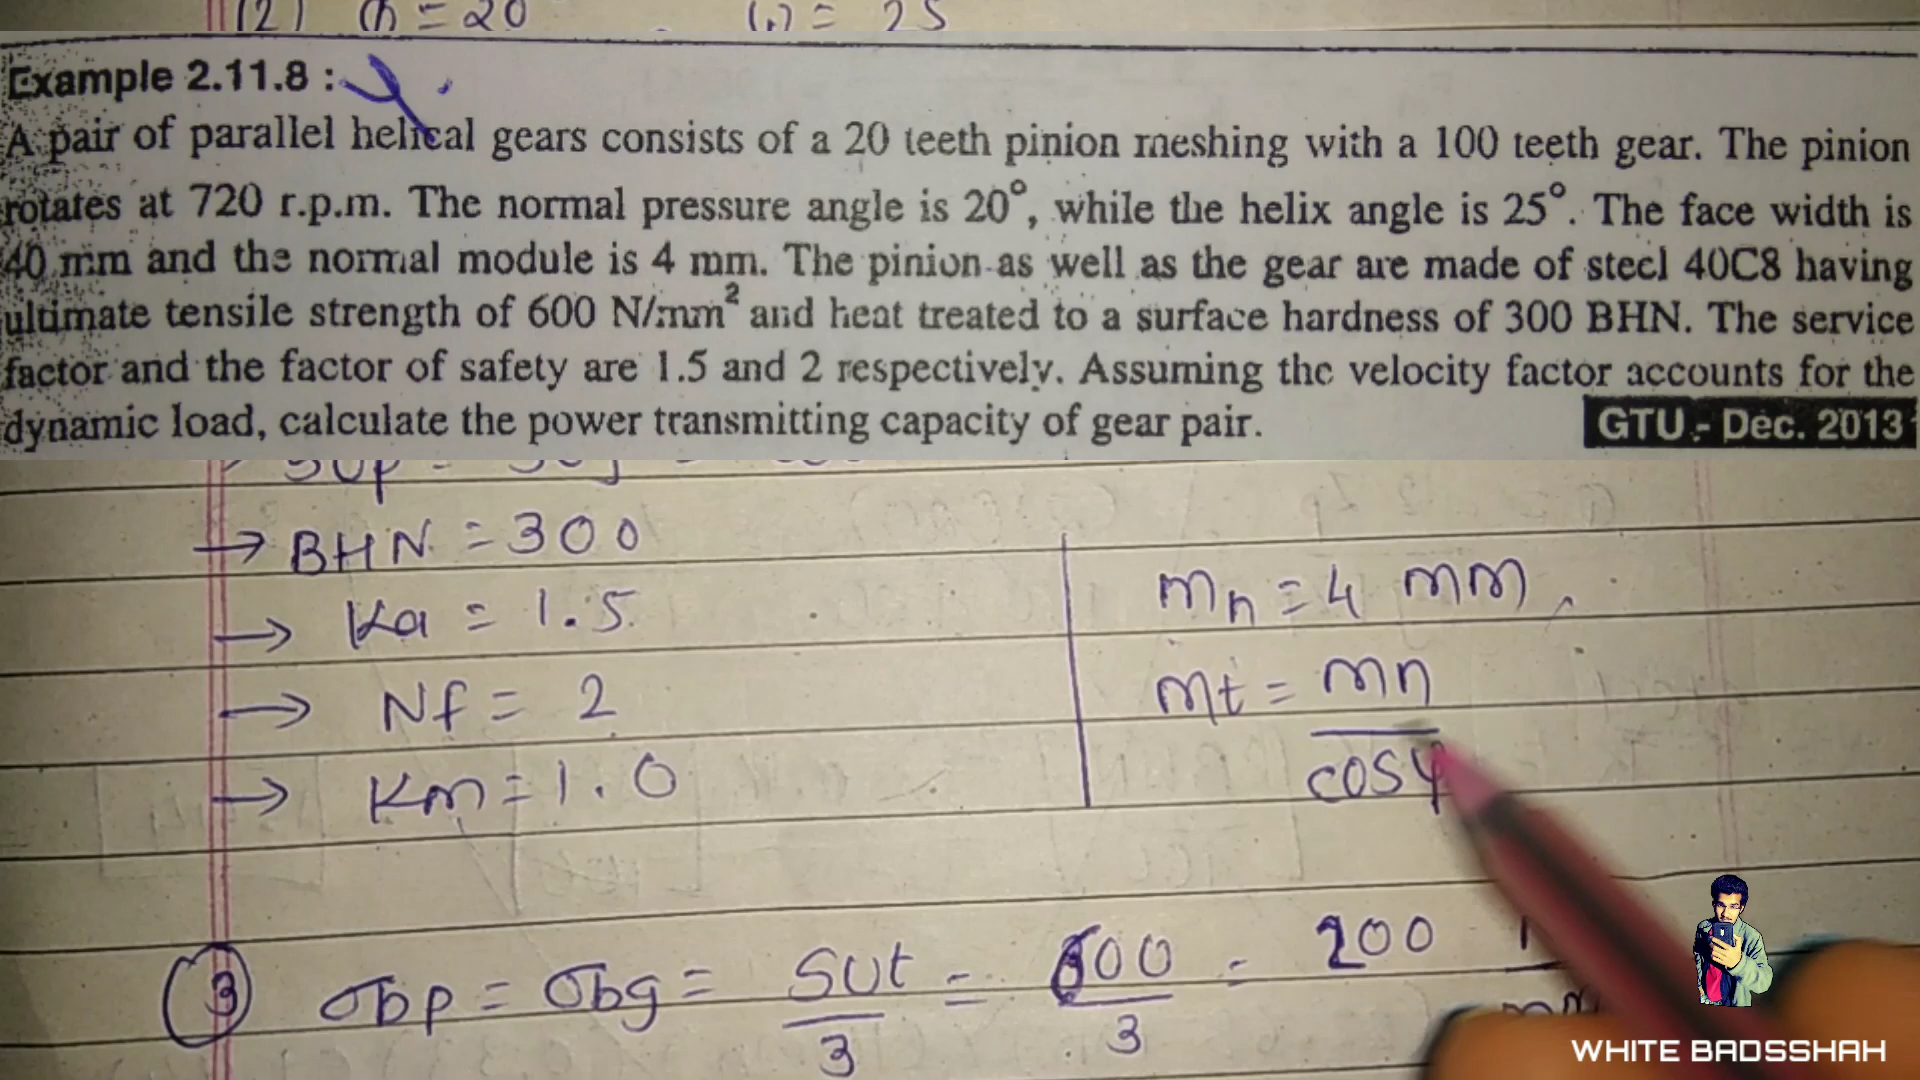 (2) (h) = 20 (h) = 25
Example 2.11.8 :
A pair of parallel helical gears consists of a 20 teeth pinion meshing with a 100 teeth gear. The pinion
rotates at 720 r.p.m. The normal pressure angle is 20°, while the helix angle is 25°. The face width is
40 mm and the normal module is 4 mm. The pinion as well as the gear are made of steel 40C8 having
ultimate tensile strength of 600 N/mm² and heat treated to a surface hardness of 300 BHN. The service
factor and the factor of safety are 1.5 and 2 respectively. Assuming the velocity factor accounts for the
dynamic load, calculate the power transmitting capacity of gear pair.
GTU - Dec. 2013
→ BHN = 300
→ Ka = 1.5
→ Nf = 2
→ Km = 1.0
mn = 4 mm
mt = mn / cosψ
③ σbp = σbg = Sut / 3 = 600 / 3 = 200
WHITE BADSSHAH